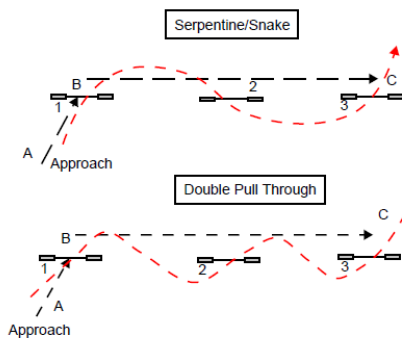 Serpentine/Snake
B
2
C
1
3
A
Approach
Double Pull Through
C
B
1
2
3
A
Approach